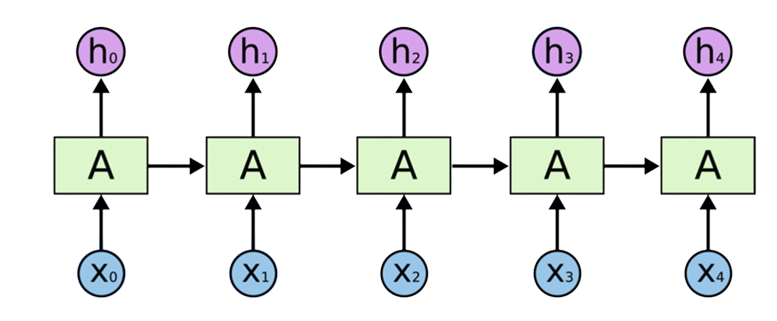 h₀ h₁ h₂ h₃ h₄
A A A A A
x₀ x₁ x₂ x₃ x₄